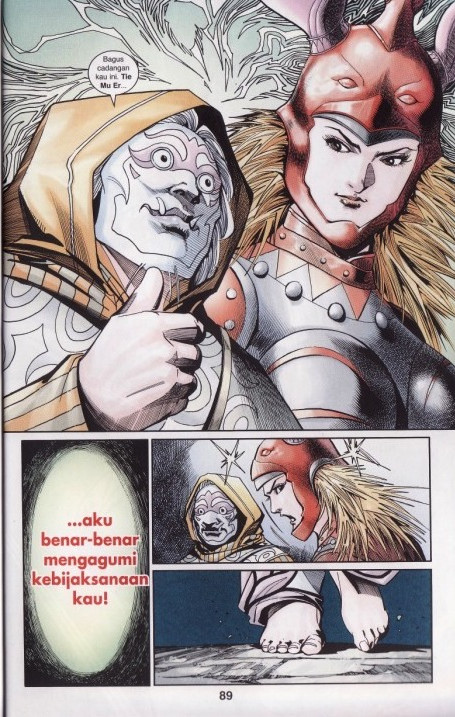 Bagus
cadangan
kau ini, Tie
Mu Er...
...aku
benar-benar
mengagumi
kebijaksanaan
kau!
89